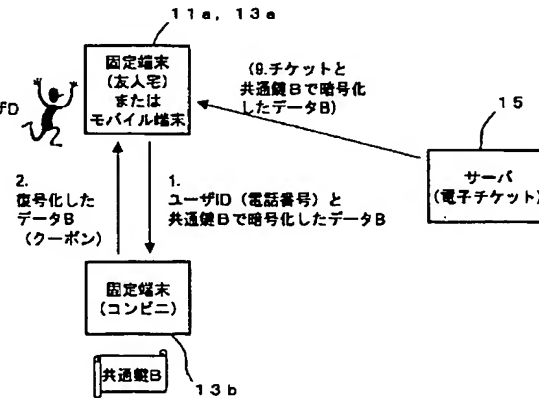 11a, 13a
固定端末
(友人宅)
または
モバイル端末
(9.チケットと
共通鍵Bで暗号化
したデータB)
15
サーバ
(電子チケット)
2.
復号化した
データB
(クーポン)
1.
ユーザID (電話番号) と
共通鍵Bで暗号化したデータB
固定端末
(コンビニ)
共通鍵B
13b